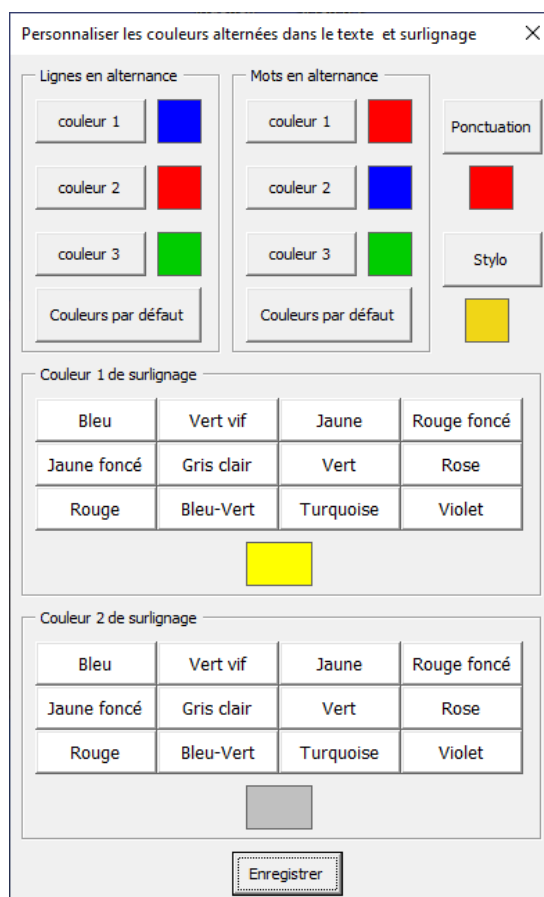 Personnaliser les couleurs alternées dans le texte et surlignage
Lignes en alternance
couleur 1
couleur 2
couleur 3
Couleurs par défaut
Mots en alternance
couleur 1
couleur 2
couleur 3
Couleurs par défaut
Ponctuation
Stylo
Couleur 1 de surlignage
Bleu Vert vif Jaune Rouge foncé
Jaune foncé Gris clair Vert Rose
Rouge Bleu-Vert Turquoise Violet
Couleur 2 de surlignage
Bleu Vert vif Jaune Rouge foncé
Jaune foncé Gris clair Vert Rose
Rouge Bleu-Vert Turquoise Violet
Enregistrer